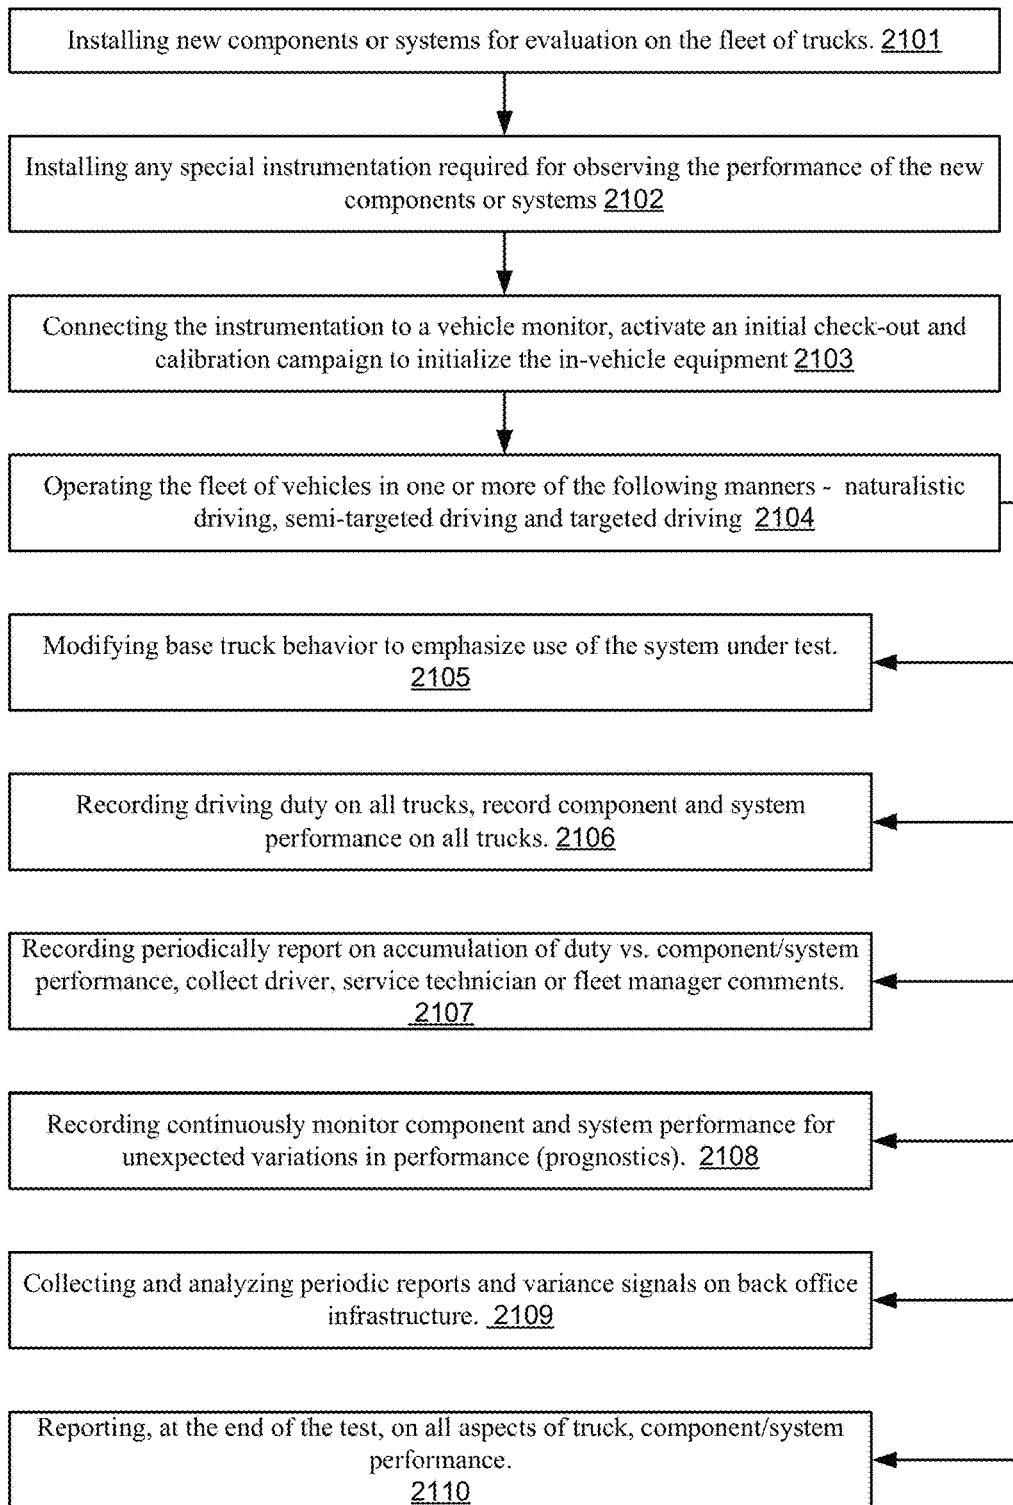 Installing new components or systems for evaluation on the fleet of trucks. 2101
Installing any special instrumentation required for observing the performance of the new
components or systems 2102
Connecting the instrumentation to a vehicle monitor, activate an initial check-out and
calibration campaign to initialize the in-vehicle equipment 2103
Operating the fleet of vehicles in one or more of the following manners - naturalistic
driving, semi-targeted driving and targeted driving 2104
Modifying base truck behavior to emphasize use of the system under test.
2105
Recording driving duty on all trucks, record component and system
performance on all trucks. 2106
Recording periodically report on accumulation of duty vs. component/system
performance, collect driver, service technician or fleet manager comments.
2107
Recording continuously monitor component and system performance for
unexpected variations in performance (prognostics). 2108
Collecting and analyzing periodic reports and variance signals on back office
infrastructure. 2109
Reporting, at the end of the test, on all aspects of truck, component/system
performance.
2110